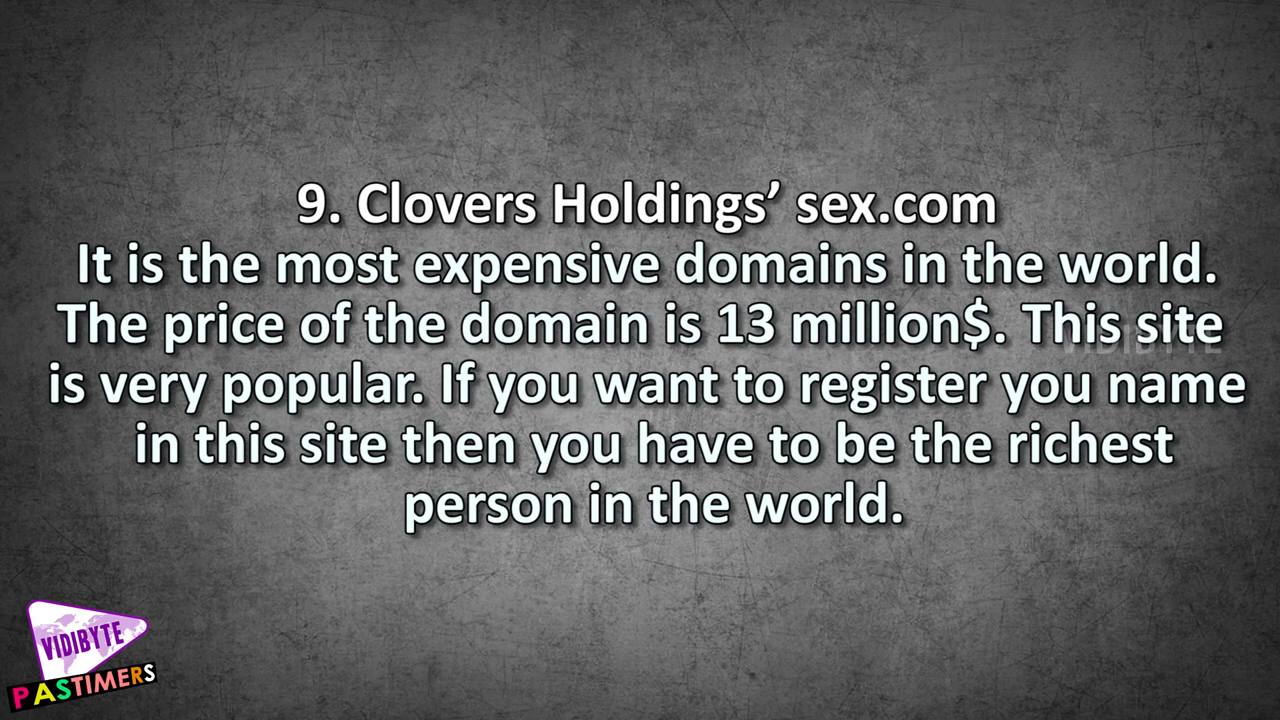 9. Clovers Holdings’ sex.com
It is the most expensive domains in the world.
The price of the domain is 13 million$. This site
is very popular. If you want to register you name
in this site then you have to be the richest
person in the world.
VIDIBYTE
VIDIBYTE
PASTIMERS